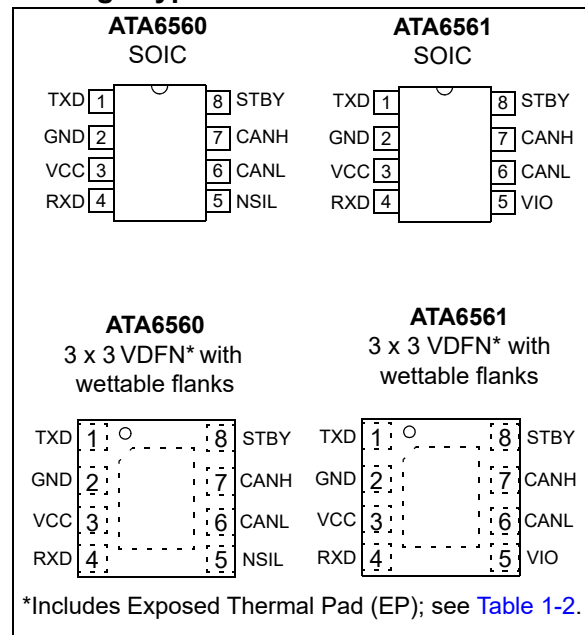 ATA6560
SOIC
TXD 1 8 STBY
GND 2 7 CANH
VCC 3 6 CANL
RXD 4 5 NSIL
ATA6561
SOIC
TXD 1 8 STBY
GND 2 7 CANH
VCC 3 6 CANL
RXD 4 5 VIO
ATA6560
3 x 3 VDFN* with
wettable flanks
TXD 1 8 STBY
GND 2 7 CANH
VCC 3 6 CANL
RXD 4 5 NSIL
ATA6561
3 x 3 VDFN* with
wettable flanks
TXD 1 8 STBY
GND 2 7 CANH
VCC 3 6 CANL
RXD 4 5 VIO
*Includes Exposed Thermal Pad (EP); see Table 1-2.